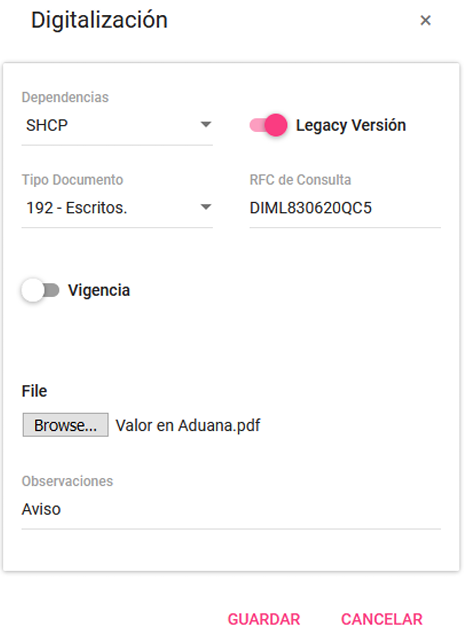 Digitalización ×
Dependencias
SHCP
Legacy Versión
Tipo Documento
192 - Escritos.
RFC de Consulta
DIML830620QC5
Vigencia
File
Browse... Valor en Aduana.pdf
Observaciones
Aviso
GUARDAR CANCELAR